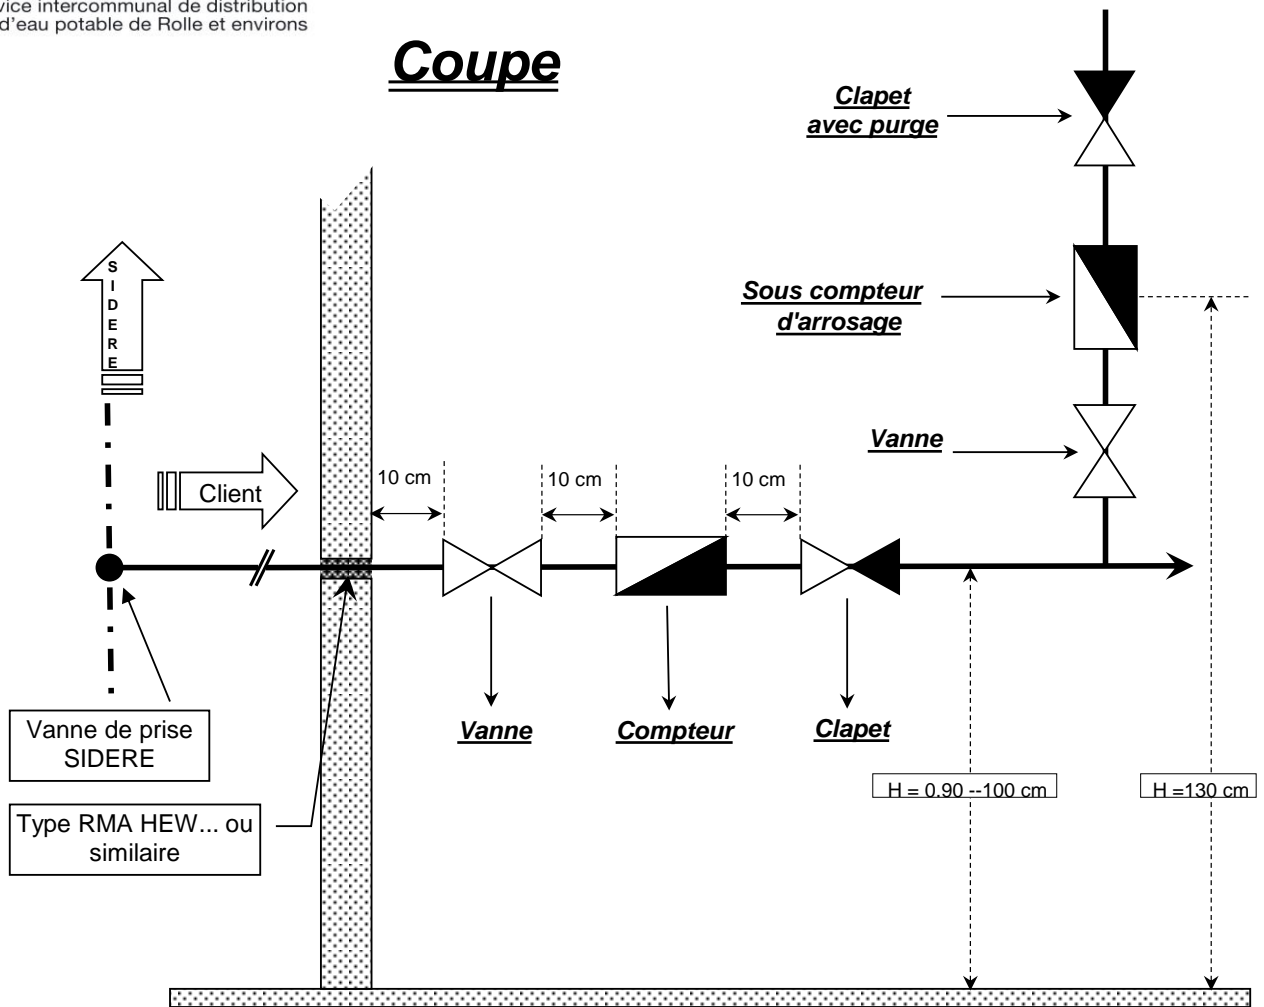 d'eau potable de Rolle et environs
intercommunal de distribution
Coupe
Clapet
avec purge
SIDERE
Sous compteur
d'arrosage
Vanne
Client
10 cm
10 cm
10 cm
Vanne de prise
SIDERE
Vanne
Compteur
Clapet
H = 0.90 --100 cm
H =130 cm
Type RMA HEW... ou
similaire